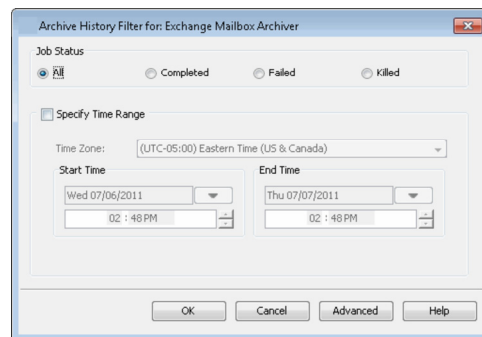 Archive History Filter for: Exchange Mailbox Archiver
Job Status
All Completed Failed Killed
Specify Time Range
Time Zone: (UTC-05:00) Eastern Time (US & Canada)
Start Time End Time
Wed 07/06/2011 Thu 07/07/2011
02 : 48 PM 02 : 48 PM
OK Cancel Advanced Help